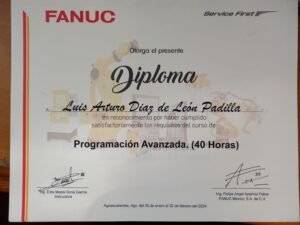 FANUC
Service First
Otorga el presente
Diploma
Luis Arturo Díaz de León Padilla
en reconocimiento por haber cumplido
satisfactoriamente los requisitos del curso de
Programación Avanzada. (40 Horas)
Instructora
FANUC México, S.A. de C.V.
Aguascalientes, Ags. del 29 de enero al 02 de febrero del 2024